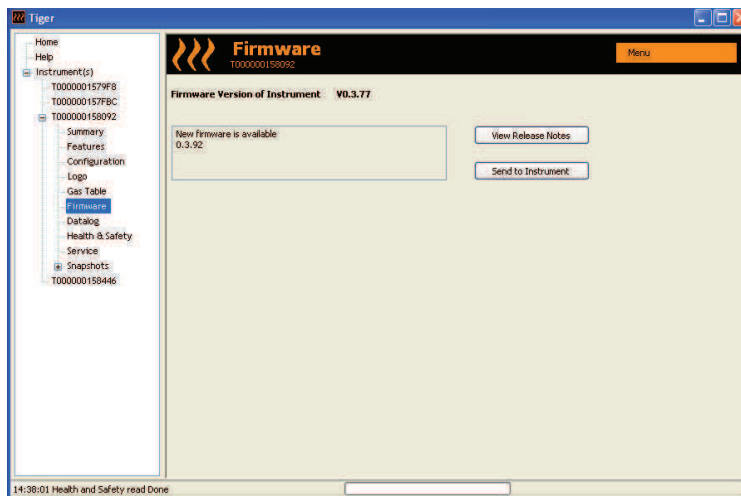 Tiger
Home
Help
Instrument(s)
T0000001579F8
T000000157FBC
T000000158092
Summary
Features
Configuration
Logo
Gas Table
Firmware
Datalog
Health & Safety
Service
Snapshots
T000000158446
Firmware
T000000158092
Menu
Firmware Version of Instrument V0.3.77
New firmware is available
0.3.92
View Release Notes
Send to Instrument
14:38:01 Health and Safety read Done